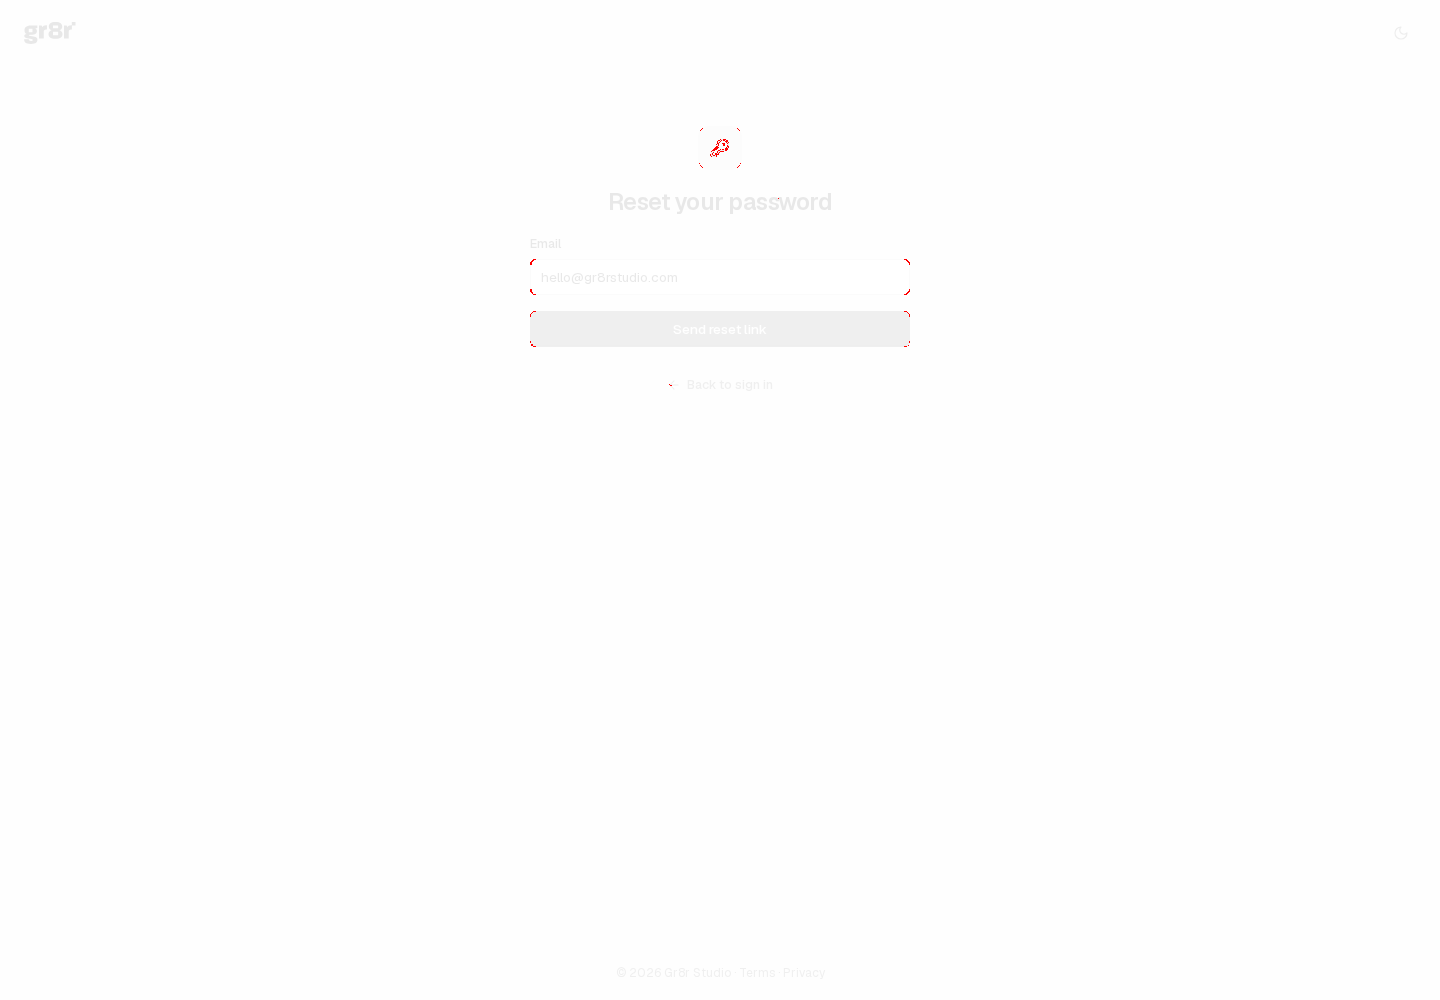 gr8r
Reset your password
Email
hello@gr8rstudio.com
Send reset link
Back to sign in
© 2026 Gr8r Studio · Terms · Privacy